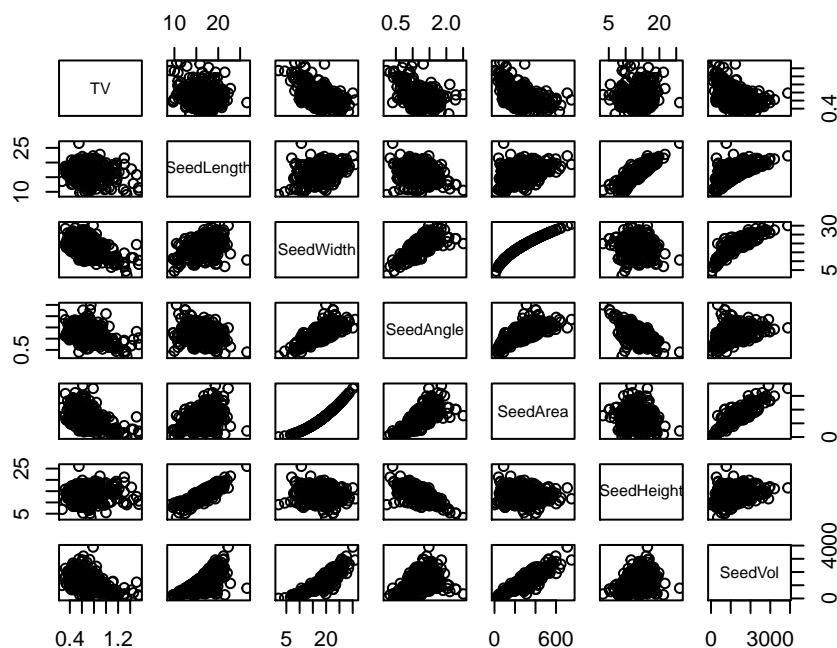 10 20 0.5 2.0 5 20
TV 0.4
10 25 SeedLength
SeedWidth 5 30
0.5 SeedAngle
SeedArea 0
5 25 SeedHeight
SeedVol 0 4000
0.4 1.2 5 20 0 600 0 3000